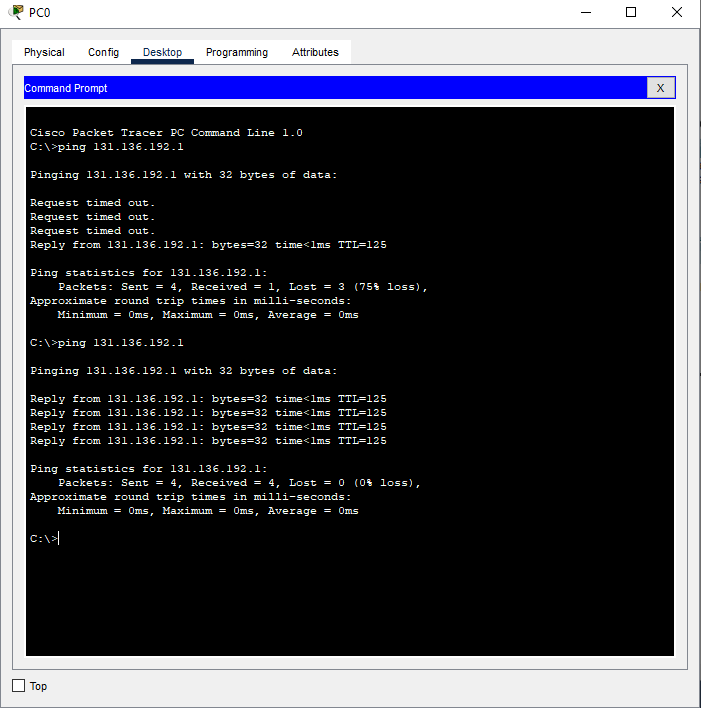 PC0
Physical Config Desktop Programming Attributes
Command Prompt X
Cisco Packet Tracer PC Command Line 1.0
C:\>ping 131.136.192.1
Pinging 131.136.192.1 with 32 bytes of data:
Request timed out.
Request timed out.
Request timed out.
Reply from 131.136.192.1: bytes=32 time<1ms TTL=125
Ping statistics for 131.136.192.1:
Packets: Sent = 4, Received = 1, Lost = 3 (75% loss),
Approximate round trip times in milli-seconds:
Minimum = 0ms, Maximum = 0ms, Average = 0ms
C:\>ping 131.136.192.1
Pinging 131.136.192.1 with 32 bytes of data:
Reply from 131.136.192.1: bytes=32 time<1ms TTL=125
Reply from 131.136.192.1: bytes=32 time<1ms TTL=125
Reply from 131.136.192.1: bytes=32 time<1ms TTL=125
Reply from 131.136.192.1: bytes=32 time<1ms TTL=125
Ping statistics for 131.136.192.1:
Packets: Sent = 4, Received = 4, Lost = 0 (0% loss),
Approximate round trip times in milli-seconds:
Minimum = 0ms, Maximum = 0ms, Average = 0ms
C:\>
Top